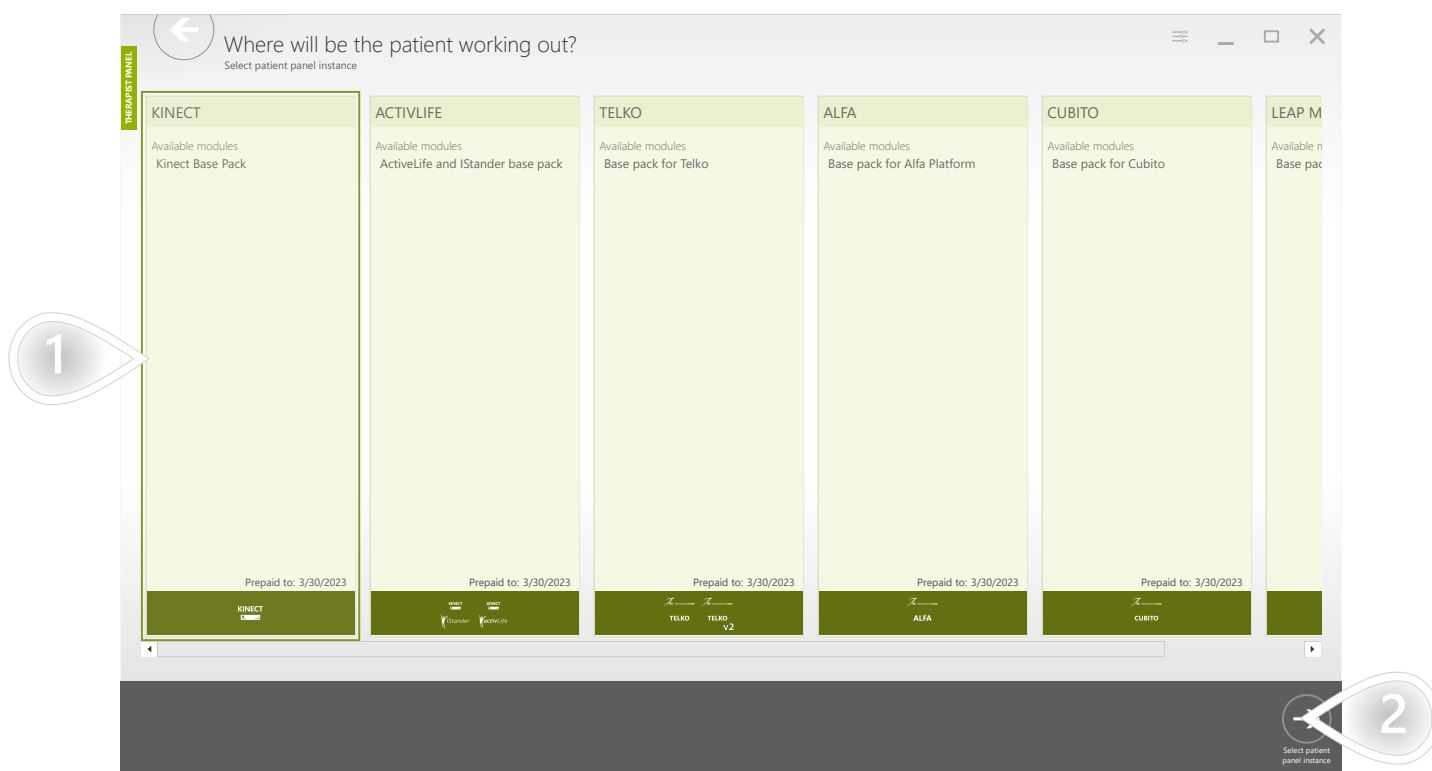 Where will be the patient working out?
Select patient panel instance
THERAPIST PANEL
KINECT
Available modules
Kinect Base Pack
Prepaid to: 3/30/2023
KINECT
ACTIVLIFE
Available modules
ActiveLife and IStander base pack
Prepaid to: 3/30/2023
KINECT KINECT
iStander activLife
TELKO
Available modules
Base pack for Telko
Prepaid to: 3/30/2023
TELKO TELKO
v2
ALFA
Available modules
Base pack for Alfa Platform
Prepaid to: 3/30/2023
ALFA
CUBITO
Available modules
Base pack for Cubito
Prepaid to: 3/30/2023
CUBITO
LEAP M
Available
Base pac
1
2
Select patient
panel instance